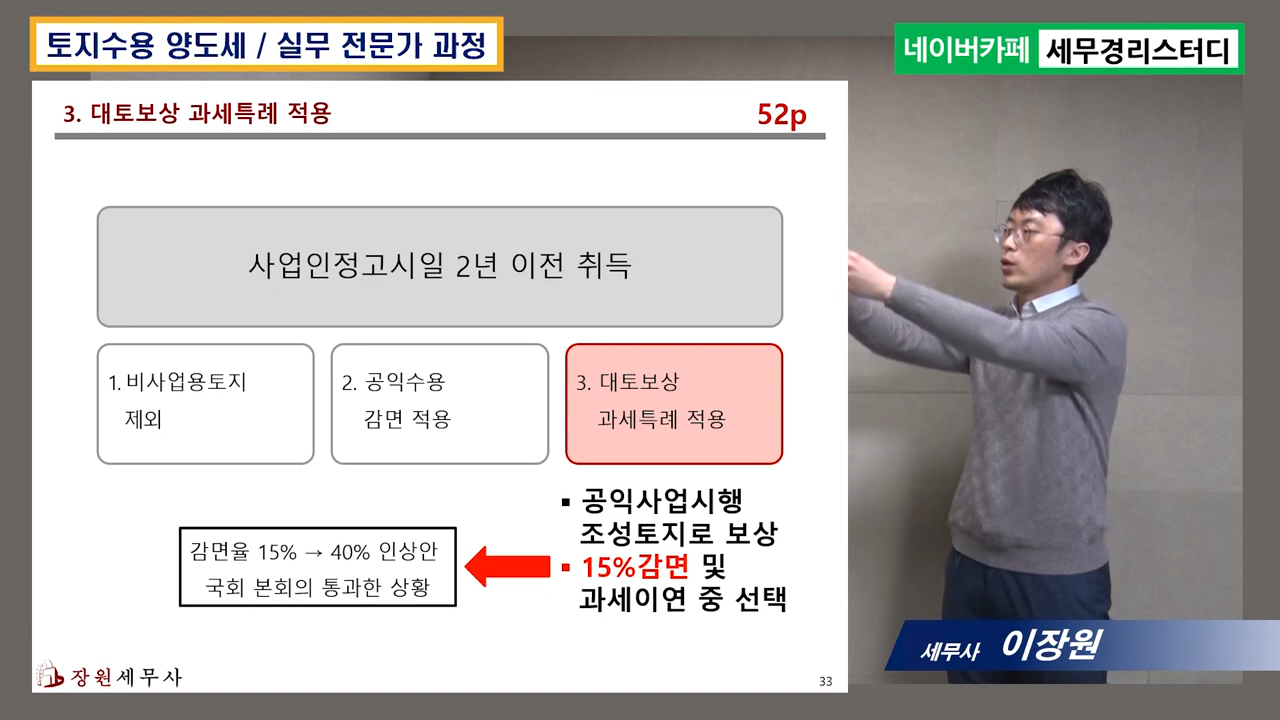 토지수용 양도세 / 실무 전문가 과정
네이버카페 세무경리스터디
3. 대토보상 과세특례 적용
52p
사업인정고시일 2년 이전 취득
1. 비사업용토지
제외
2. 공익수용
감면 적용
3. 대토보상
과세특례 적용
▪ 공익사업시행
조성토지로 보상
▪ 15%감면 및
과세이연 중 선택
감면율 15% → 40% 인상안
국회 본회의 통과한 상황
장원세무사
33
세무사 이장원